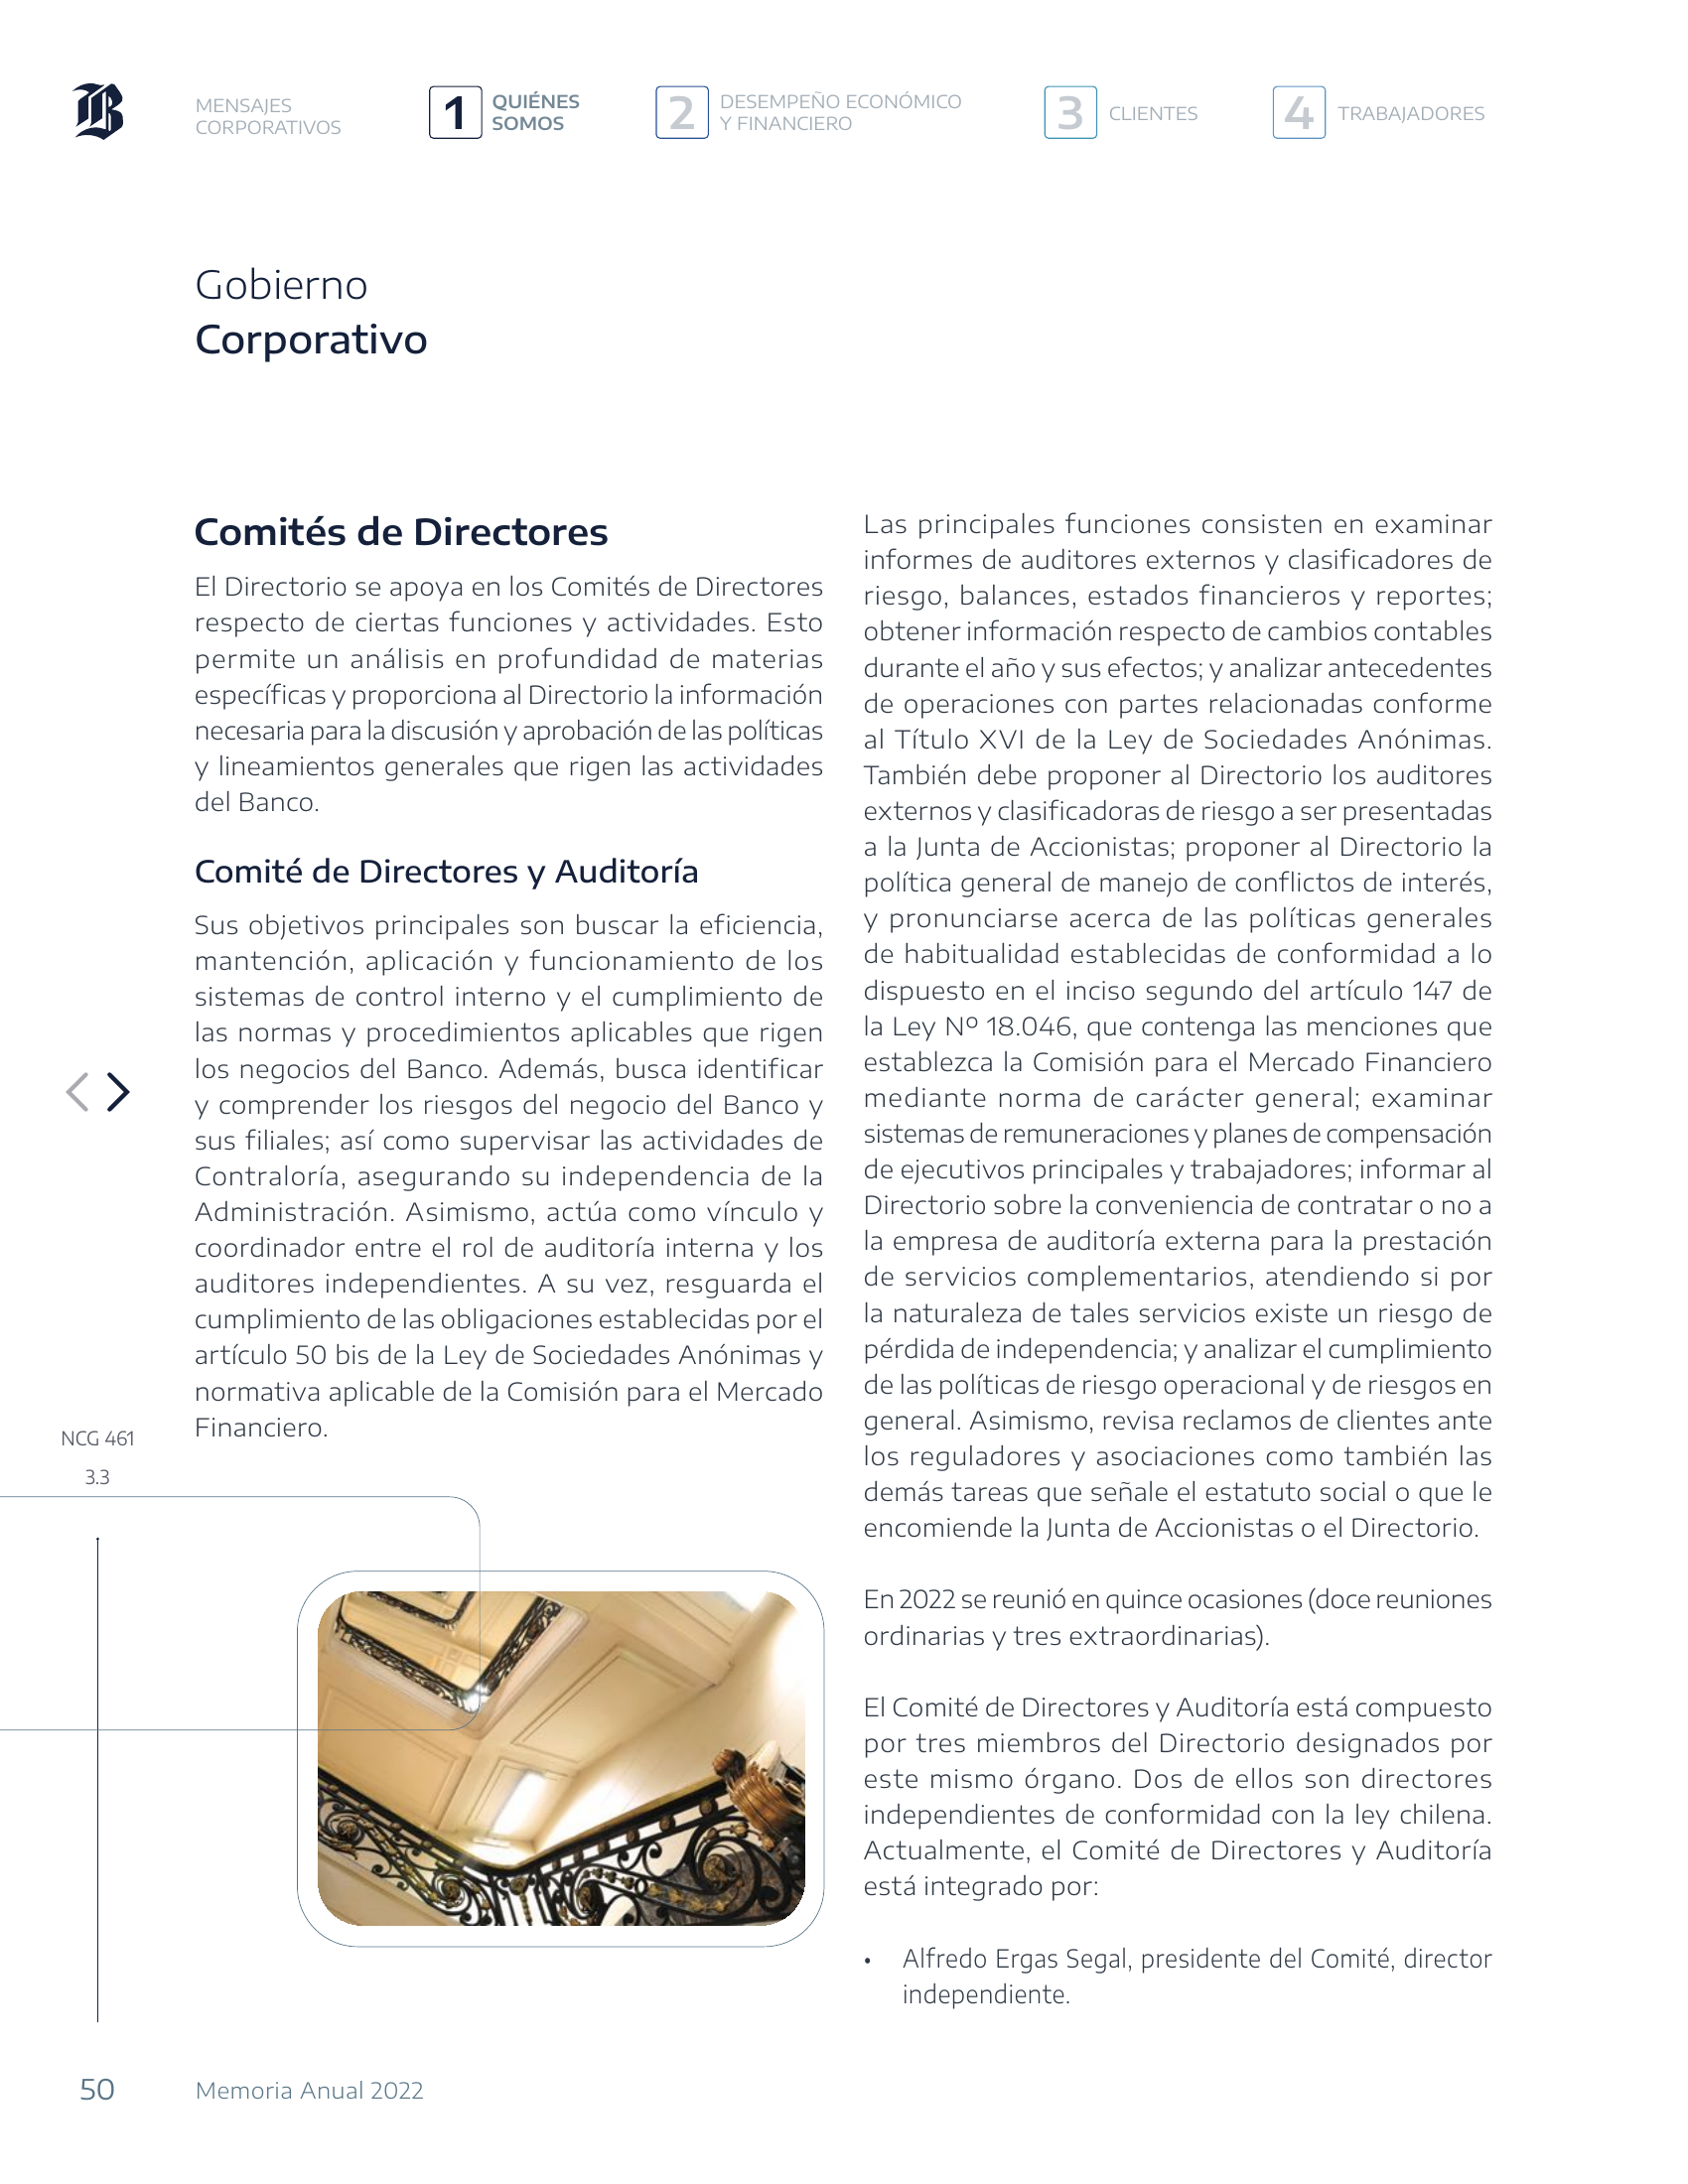 B
MENSAJES
CORPORATIVOS
1
QUIÉNES
SOMOS
2
DESEMPEÑO ECONÓMICO
Y FINANCIERO
3
CLIENTES
4
TRABAJADORES
Gobierno
Corporativo
Comités de Directores
El Directorio se apoya en los Comités de Directores
respecto de ciertas funciones y actividades. Esto
permite un análisis en profundidad de materias
específicas y proporciona al Directorio la información
necesaria para la discusión y aprobación de las políticas
y lineamientos generales que rigen las actividades
del Banco.
Comité de Directores y Auditoría
Sus objetivos principales son buscar la eficiencia,
mantención, aplicación y funcionamiento de los
sistemas de control interno y el cumplimiento de
las normas y procedimientos aplicables que rigen
los negocios del Banco. Además, busca identificar
y comprender los riesgos del negocio del Banco y
sus filiales; así como supervisar las actividades de
Contraloría, asegurando su independencia de la
Administración. Asimismo, actúa como vínculo y
coordinador entre el rol de auditoría interna y los
auditores independientes. A su vez, resguarda el
cumplimiento de las obligaciones establecidas por el
artículo 50 bis de la Ley de Sociedades Anónimas y
normativa aplicable de la Comisión para el Mercado
Financiero.
NCG 461
3.3
Las principales funciones consisten en examinar
informes de auditores externos y clasificadores de
riesgo, balances, estados financieros y reportes;
obtener información respecto de cambios contables
durante el año y sus efectos; y analizar antecedentes
de operaciones con partes relacionadas conforme
al Título XVI de la Ley de Sociedades Anónimas.
También debe proponer al Directorio los auditores
externos y clasificadoras de riesgo a ser presentadas
a la Junta de Accionistas; proponer al Directorio la
política general de manejo de conflictos de interés,
y pronunciarse acerca de las políticas generales
de habitualidad establecidas de conformidad a lo
dispuesto en el inciso segundo del artículo 147 de
la Ley Nº 18.046, que contenga las menciones que
establezca la Comisión para el Mercado Financiero
mediante norma de carácter general; examinar
sistemas de remuneraciones y planes de compensación
de ejecutivos principales y trabajadores; informar al
Directorio sobre la conveniencia de contratar o no a
la empresa de auditoría externa para la prestación
de servicios complementarios, atendiendo si por
la naturaleza de tales servicios existe un riesgo de
pérdida de independencia; y analizar el cumplimiento
de las políticas de riesgo operacional y de riesgos en
general. Asimismo, revisa reclamos de clientes ante
los reguladores y asociaciones como también las
demás tareas que señale el estatuto social o que le
encomiende la Junta de Accionistas o el Directorio.
En 2022 se reunió en quince ocasiones (doce reuniones
ordinarias y tres extraordinarias).
El Comité de Directores y Auditoría está compuesto
por tres miembros del Directorio designados por
este mismo órgano. Dos de ellos son directores
independientes de conformidad con la ley chilena.
Actualmente, el Comité de Directores y Auditoría
está integrado por:
• Alfredo Ergas Segal, presidente del Comité, director
independiente.
50
Memoria Anual 2022